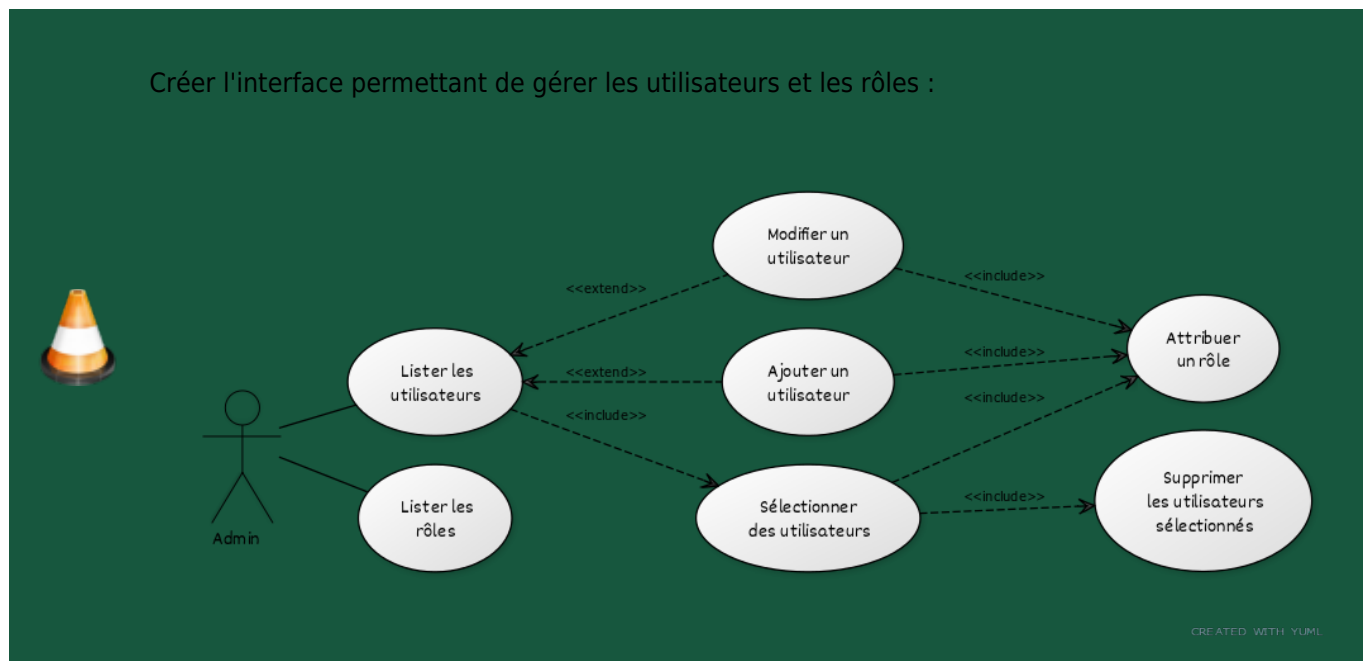 Créer l'interface permettant de gérer les utilisateurs et les rôles :
Modifier un
utilisateur
<<extend>>
<<include>>
Attribuer
un rôle
Lister les
utilisateurs
<<extend>>
Ajouter un
utilisateur
<<include>>
<<include>>
<<include>>
Admin
Lister les
rôles
Sélectionner
des utilisateurs
<<include>>
Supprimer
les utilisateurs
sélectionnés
CREATED WITH YUML